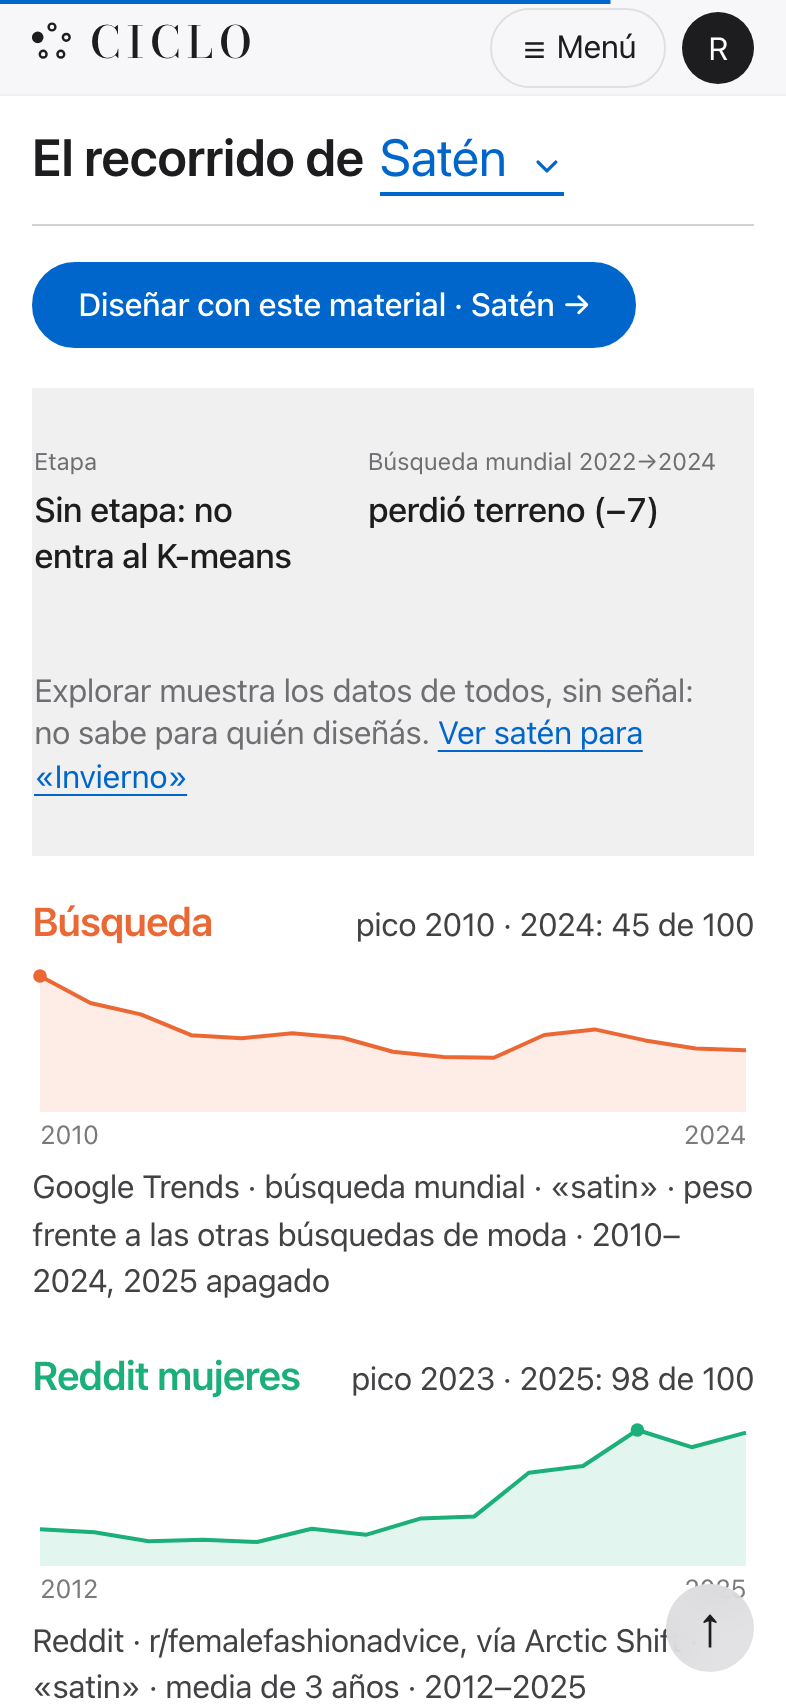 CICLO
≡ Menú
R
El recorrido de Satén
Diseñar con este material · Satén →
Etapa
Sin etapa: no
entra al K-means
Búsqueda mundial 2022→2024
perdió terreno (−7)
Explorar muestra los datos de todos, sin señal:
no sabe para quién diseñás. Ver satén para
«Invierno»
Búsqueda
pico 2010 · 2024: 45 de 100
2010
2024
Google Trends · búsqueda mundial · «satin» · peso
frente a las otras búsquedas de moda · 2010–
2024, 2025 apagado
Reddit mujeres
pico 2023 · 2025: 98 de 100
2012
2025
↑
Reddit · r/femalefashionadvice, vía Arctic Shift
«satin» · media de 3 años · 2012–2025